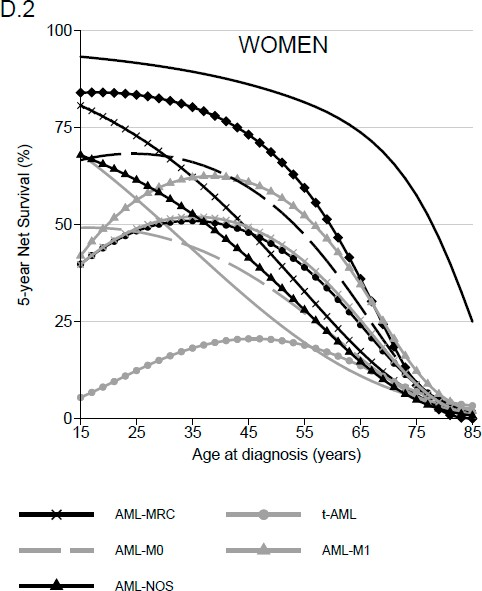 D.2
WOMEN
100
75
50
25
0
5-year Net Survival (%)
15 25 35 45 55 65 75 85
Age at diagnosis (years)
AML-MRC t-AML
AML-M0 AML-M1
AML-NOS